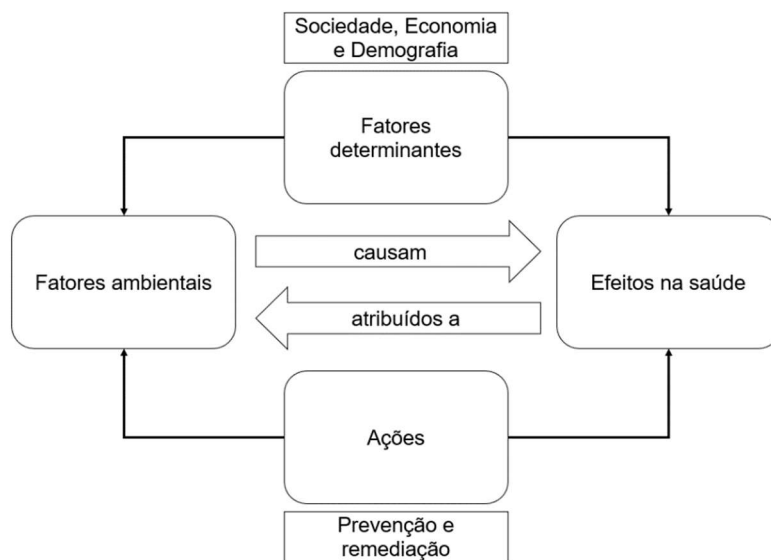 Sociedade, Economia
e Demografia
Fatores
determinantes
causam
Fatores ambientais
Efeitos na saúde
atribuídos a
Ações
Prevenção e
remediação